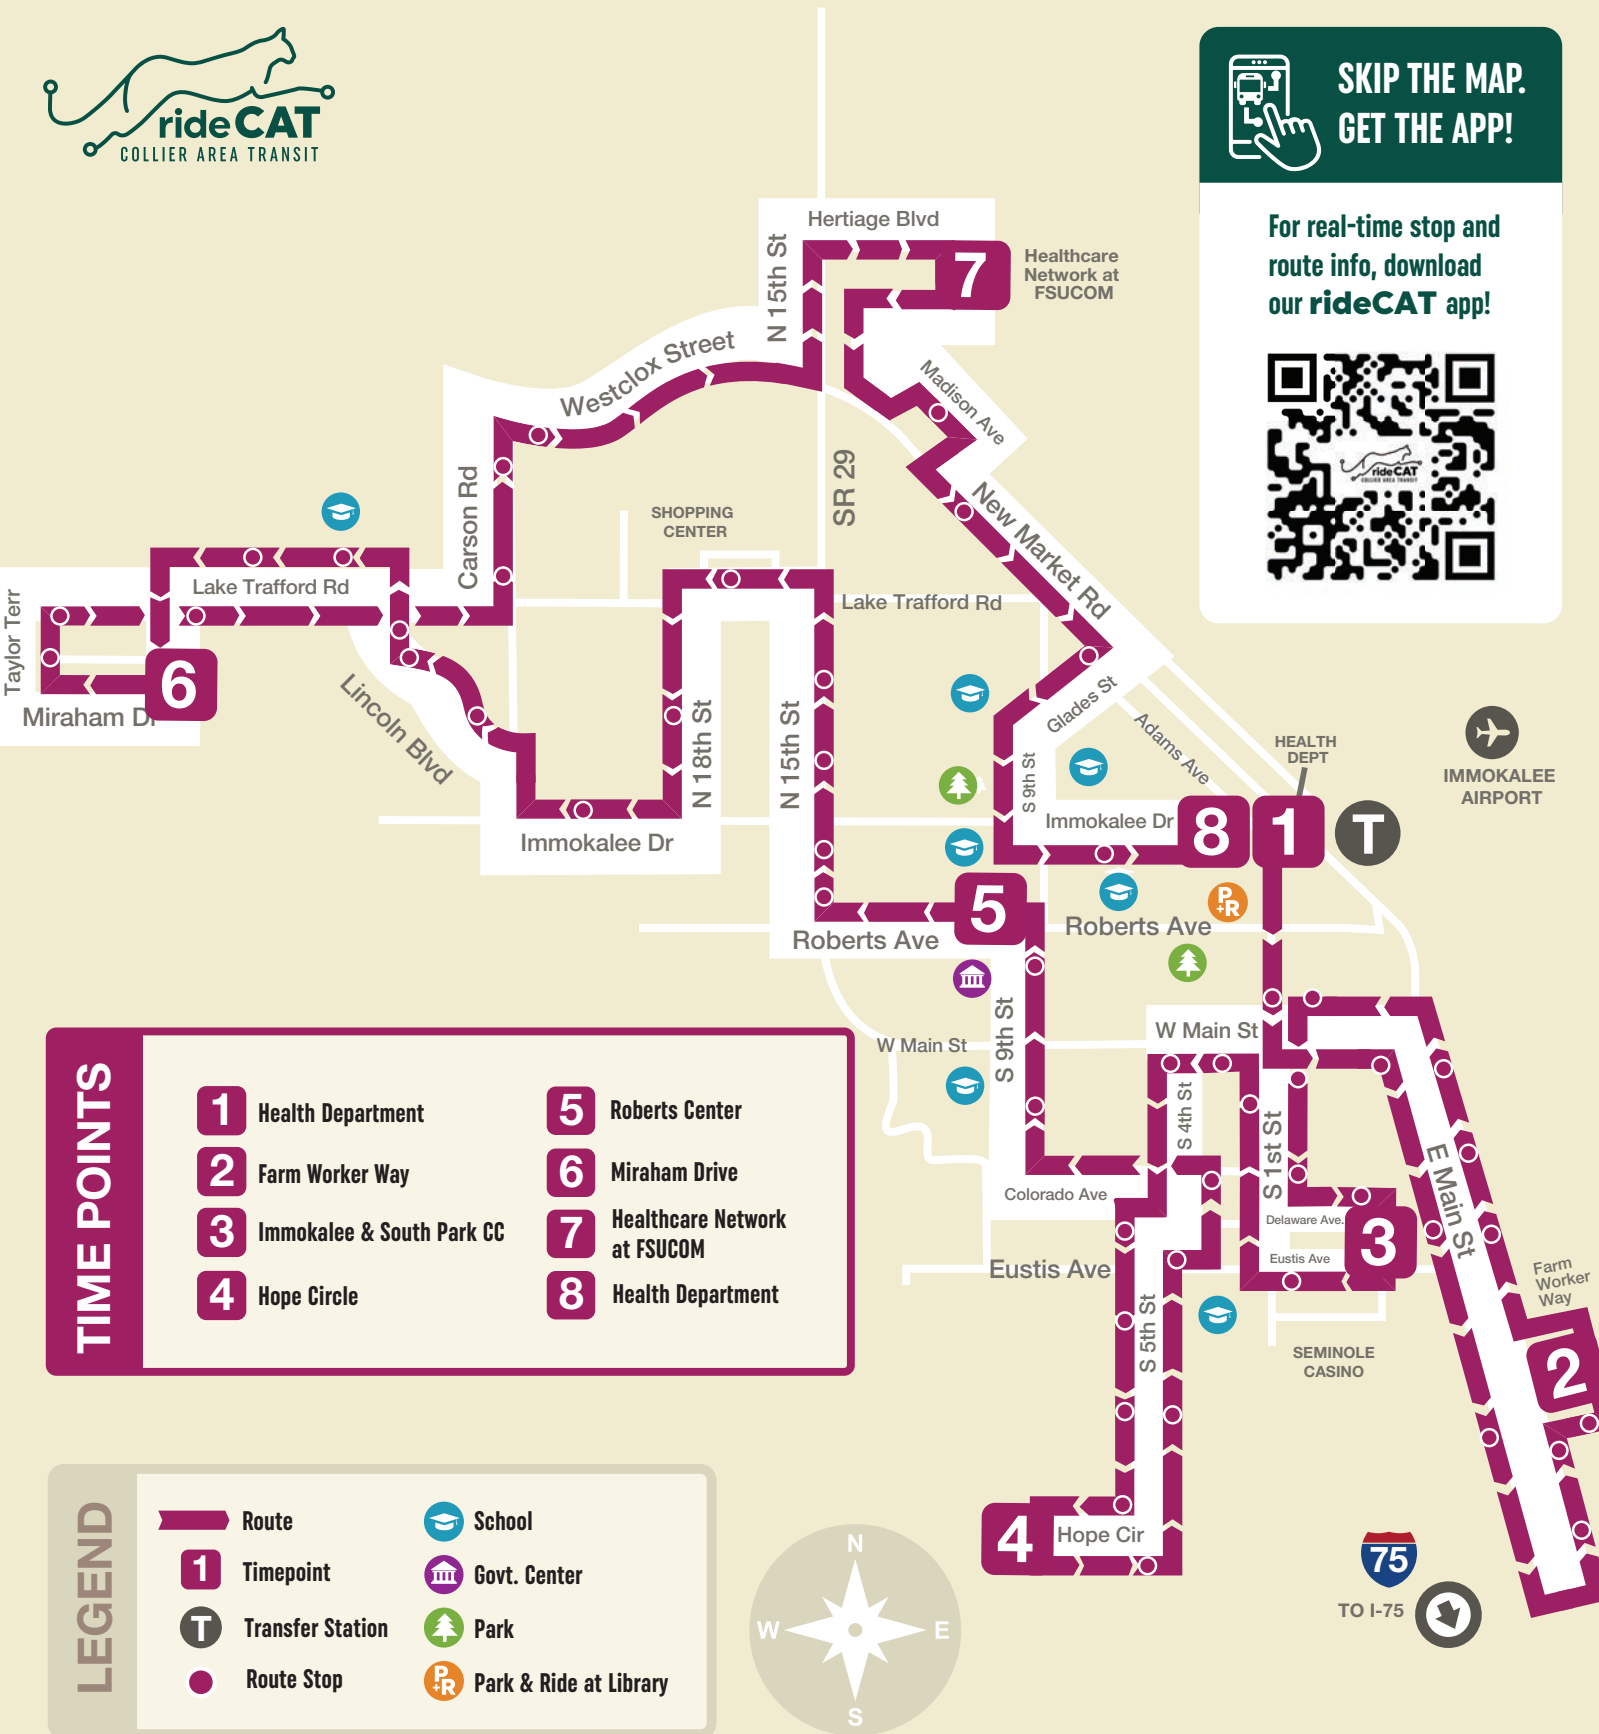 rideCAT
COLLIER AREA TRANSIT
SKIP THE MAP.
GET THE APP!
For real-time stop and
route info, download
our rideCAT app!
rideCAT
COLLIER AREA TRANSIT
Hertiage Blvd
N 15th St
7
Healthcare
Network at
FSUCOM
Westclox Street
Madison Ave
Carson Rd
SR 29
New Market Rd
SHOPPING
CENTER
Lake Trafford Rd
Lake Trafford Rd
Taylor Terr
6
Miraham Dr
Lincoln Blvd
N 18th St
N 15th St
Glades St
Adams Ave
S 9th St
HEALTH
DEPT
IMMOKALEE
AIRPORT
Immokalee Dr
Immokalee Dr
8
1
T
5
P
+R
Roberts Ave
Roberts Ave
W Main St
W Main St
S 9th St
S 4th St
S 1st St
E Main St
Colorado Ave
Delaware Ave.
3
Eustis Ave
Eustis Ave
Farm
Worker
Way
2
S 5th St
SEMINOLE
CASINO
4
Hope Cir
75
TO I-75
TIME POINTS
1 Health Department
2 Farm Worker Way
3 Immokalee & South Park CC
4 Hope Circle
5 Roberts Center
6 Miraham Drive
7 Healthcare Network
at FSUCOM
8 Health Department
LEGEND
Route
1 Timepoint
T Transfer Station
Route Stop
School
Govt. Center
Park
P
+R Park & Ride at Library
N
W
E
S